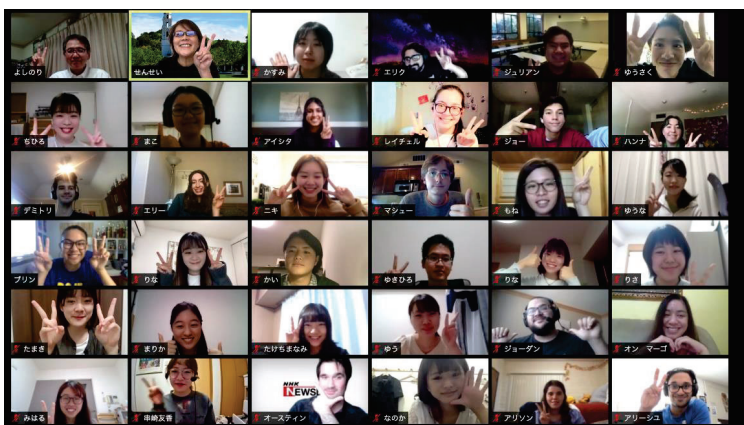 よしのり
せんせい
かすみ
エリク
ジュリアン
ゆうさく
ちひろ
まこ
アイシタ
レイチェル
ジョー
ハンナ
デミトリ
エリー
ニキ
マシュー
もね
ゆうな
プリン
りな
かい
ゆきひろ
りな
りさ
たまき
まりか
たけちまなみ
ゆう
ジョーダン
オン マーゴ
みはる
串崎友香
NHK
NEWS
オースティン
なのか
アリソン
アリーシユ